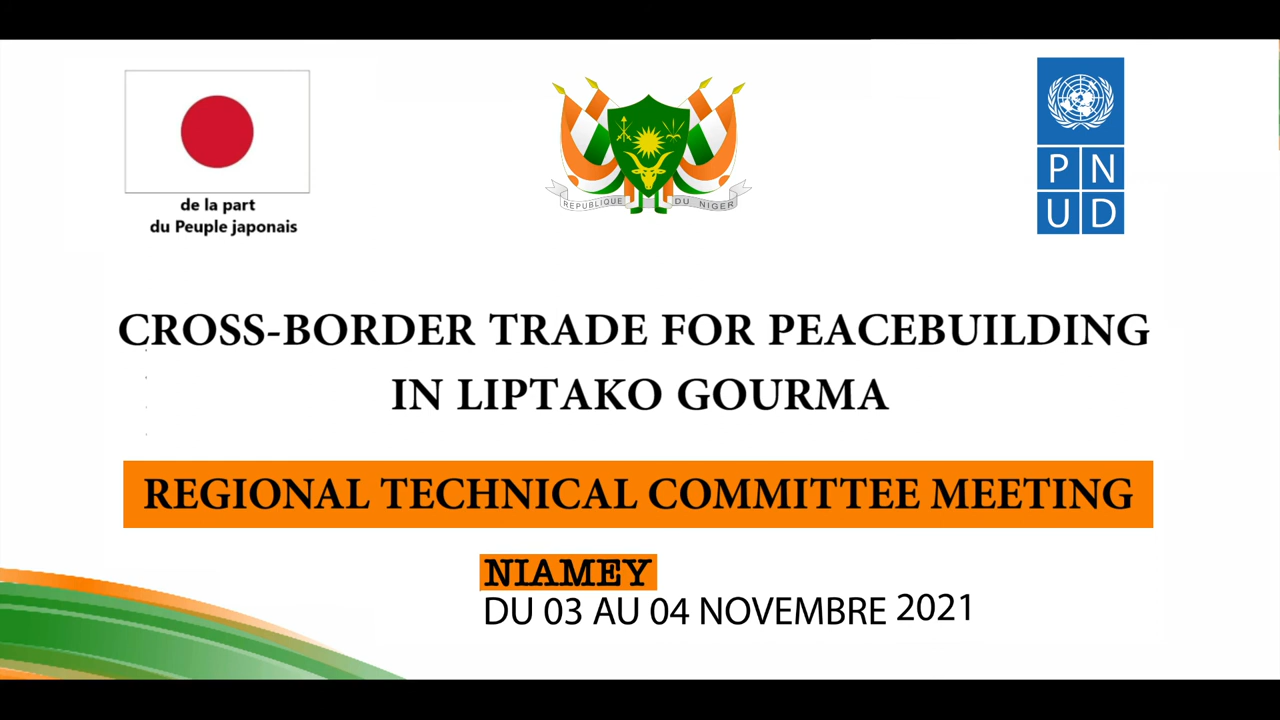 de la part
du Peuple japonais
REPUBLIQUE DU NIGER
P N
U D
CROSS-BORDER TRADE FOR PEACEBUILDING
IN LIPTAKO GOURMA
REGIONAL TECHNICAL COMMITTEE MEETING
NIAMEY
DU 03 AU 04 NOVEMBRE 2021